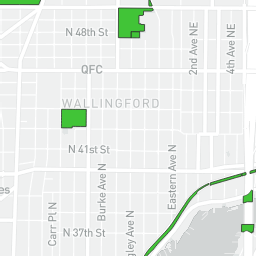 N 48th St
2nd Ave NE
4th Ave NE
QFC
WALLINGFORD
N 41st St
Eastern Ave N
Burke Ave N
Carr Pl N
N 37th St